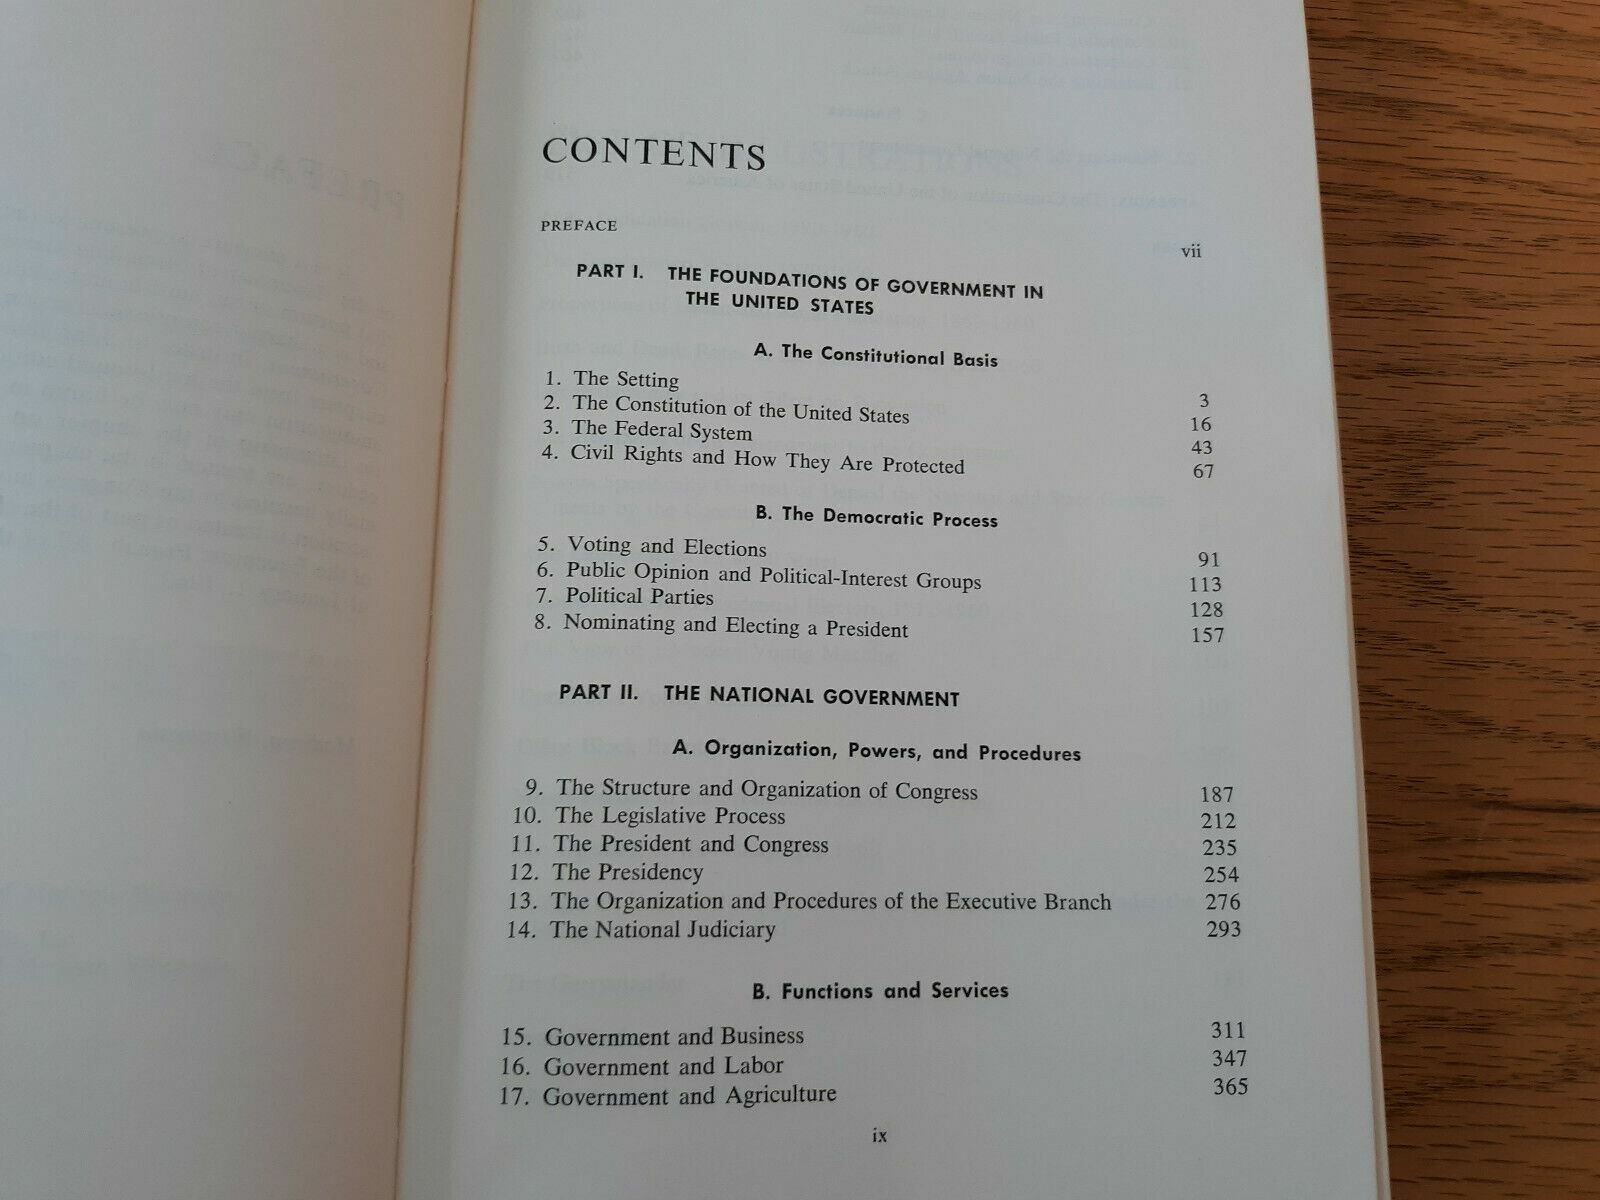 PREFACE
CONTENTS
PREFACE vii
PART I. THE FOUNDATIONS OF GOVERNMENT IN
THE UNITED STATES
A. The Constitutional Basis
1. The Setting 3
2. The Constitution of the United States 16
3. The Federal System 43
4. Civil Rights and How They Are Protected 67
B. The Democratic Process
5. Voting and Elections 91
6. Public Opinion and Political-Interest Groups 113
7. Political Parties 128
8. Nominating and Electing a President 157
PART II. THE NATIONAL GOVERNMENT
A. Organization, Powers, and Procedures
9. The Structure and Organization of Congress 187
10. The Legislative Process 212
11. The President and Congress 235
12. The Presidency 254
13. The Organization and Procedures of the Executive Branch 276
14. The National Judiciary 293
B. Functions and Services
15. Government and Business 311
16. Government and Labor 347
17. Government and Agriculture 365
ix